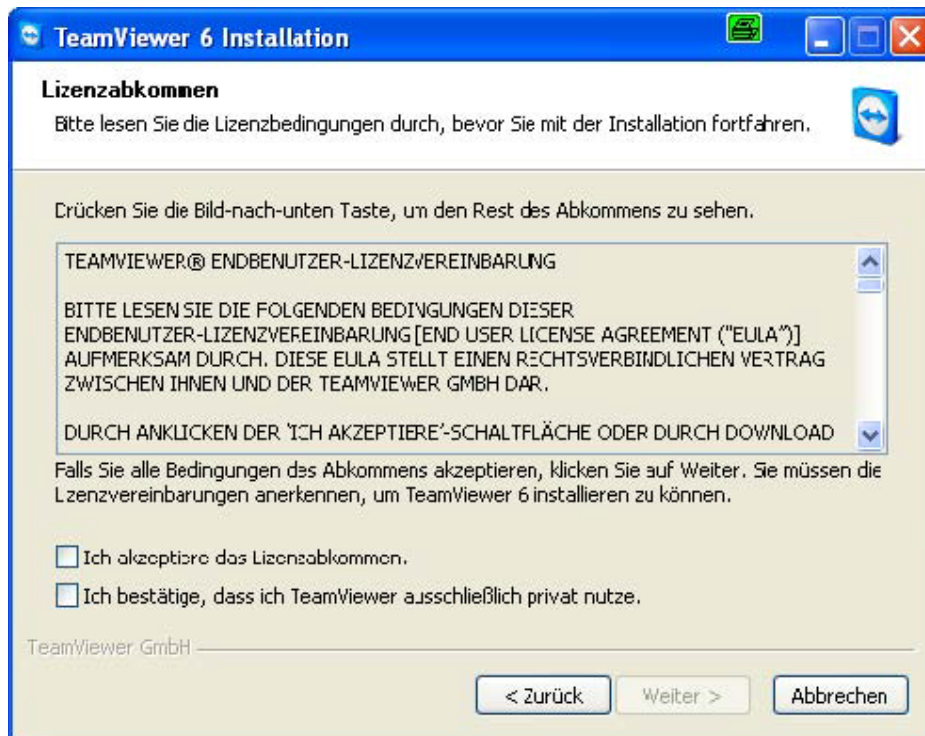 TeamViewer 6 Installation
Lizenzabkommen
Bitte lesen Sie die Lizenzbedingungen durch, bevor Sie mit der Installation fortfahren.
Drücken Sie die Bild-nach-unten Taste, um den Rest des Abkommens zu sehen.
TEAMVIEWER® ENDBENUTZER-LIZENZVEREINBARUNG
BITTE LESEN SIE DIE FOLGENDEN BEDINGUNGEN DIESER
ENDBENUTZER-LIZENZVEREINBARUNG [END USER LICENSE AGREEMENT ("EULA")]
AUFMERKSAM DURCH. DIESE EULA STELLT EINEN RECHTSVERBINDLICHEN VERTRAG
ZWISCHEN IHNEN UND DER TEAMVIEWER GMBH DAR.
DURCH ANKLICKEN DER 'ICH AKZEPTIERE'-SCHALTFLÄCHE ODER DURCH DOWNLOAD
Falls Sie alle Bedingungen des Abkommens akzeptieren, klicken Sie auf Weiter. Sie müssen die
Lizenzvereinbarungen anerkennen, um TeamViewer 6 installieren zu können.
Ich akzeptiere das Lizensabkommen.
Ich bestätige, dass ich TeamViewer ausschließlich privat nutze.
TeamViewer GmbH
< Zurück
Weiter >
Abbrechen